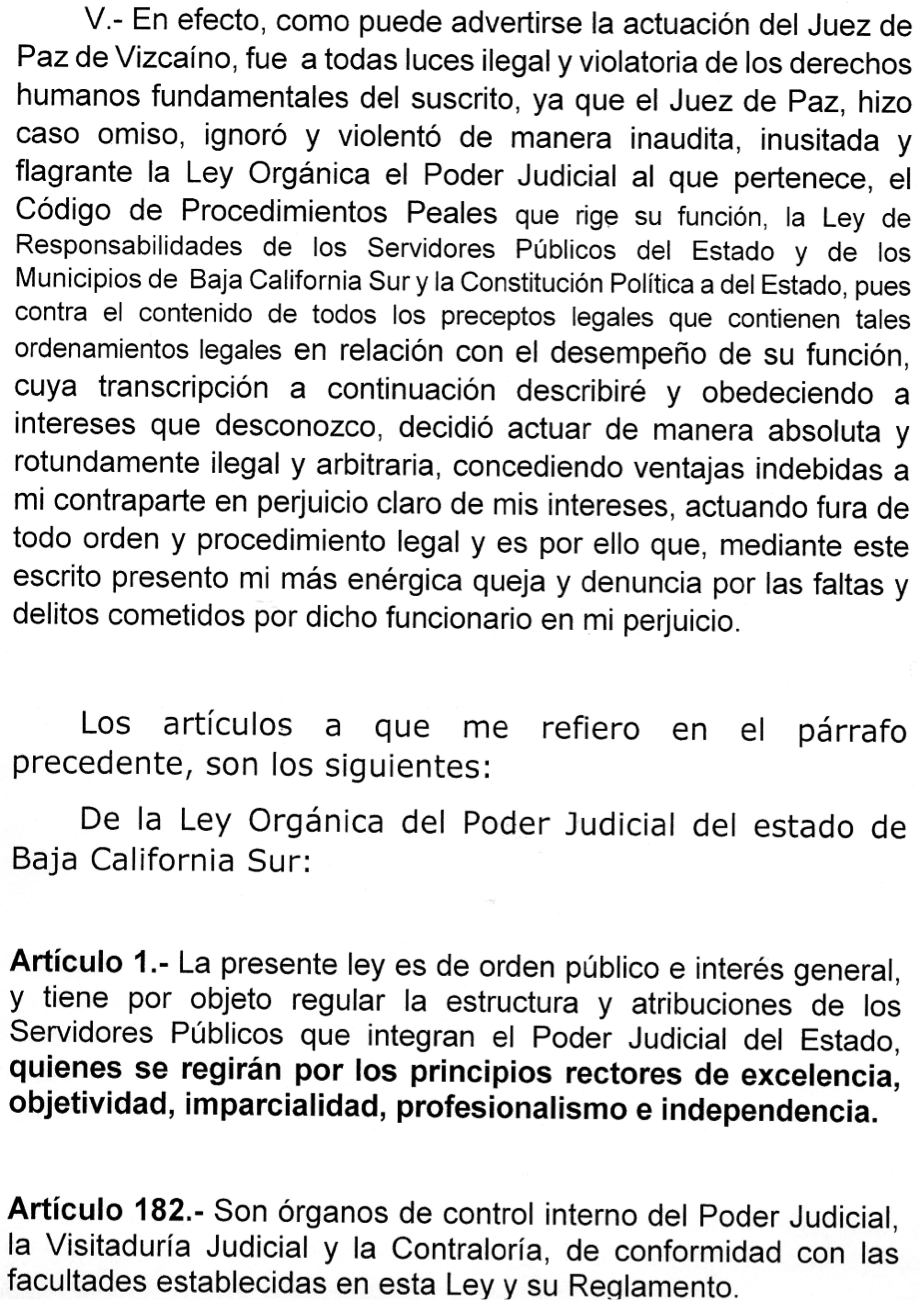 V.- En efecto, como puede advertirse la actuación del Juez de
Paz de Vizcaíno, fue a todas luces ilegal y violatoria de los derechos
humanos fundamentales del suscrito, ya que el Juez de Paz, hizo
caso omiso, ignoró y violentó de manera inaudita, inusitada y
flagrante la Ley Orgánica el Poder Judicial al que pertenece, el
Código de Procedimientos Peales que rige su función, la Ley de
Responsabilidades de los Servidores Públicos del Estado y de los
Municipios de Baja California Sur y la Constitución Política a del Estado, pues
contra el contenido de todos los preceptos legales que contienen tales
ordenamientos legales en relación con el desempeño de su función,
cuya transcripción a continuación describiré y obedeciendo a
intereses que desconozco, decidió actuar de manera absoluta y
rotundamente ilegal y arbitraria, concediendo ventajas indebidas a
mi contraparte en perjuicio claro de mis intereses, actuando fura de
todo orden y procedimiento legal y es por ello que, mediante este
escrito presento mi más enérgica queja y denuncia por las faltas y
delitos cometidos por dicho funcionario en mi perjuicio.
Los artículos a que me refiero en el párrafo
precedente, son los siguientes:
De la Ley Orgánica del Poder Judicial del estado de
Baja California Sur:
Artículo 1.- La presente ley es de orden público e interés general,
y tiene por objeto regular la estructura y atribuciones de los
Servidores Públicos que integran el Poder Judicial del Estado,
quienes se regirán por los principios rectores de excelencia,
objetividad, imparcialidad, profesionalismo e independencia.
Artículo 182.- Son órganos de control interno del Poder Judicial,
la Visitaduría Judicial y la Contraloría, de conformidad con las
facultades establecidas en esta Ley y su Reglamento.